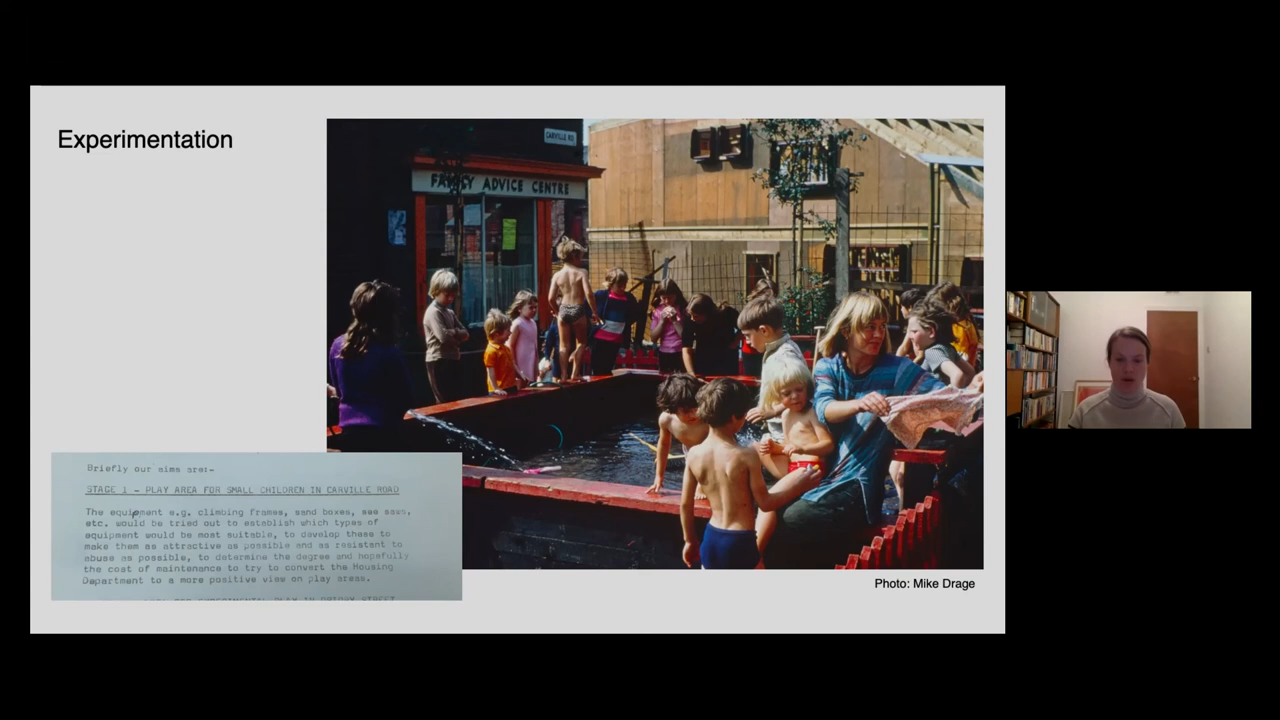 Experimentation
CARVILLE RD
FAMILY ADVICE CENTRE
Briefly our aims are:-
STAGE 1 - PLAY AREA FOR SMALL CHILDREN IN CARVILLE ROAD
The equipment e.g. climbing frames, sand boxes, see saws,
etc. would be tried out to establish which types of
equipment would be most suitable, to develop these to
make them as attractive as possible and as resistant to
abuse as possible, to determine the degree and hopefully
the cost of maintenance to try to convert the Housing
Department to a more positive view on play areas.
Photo: Mike Drage